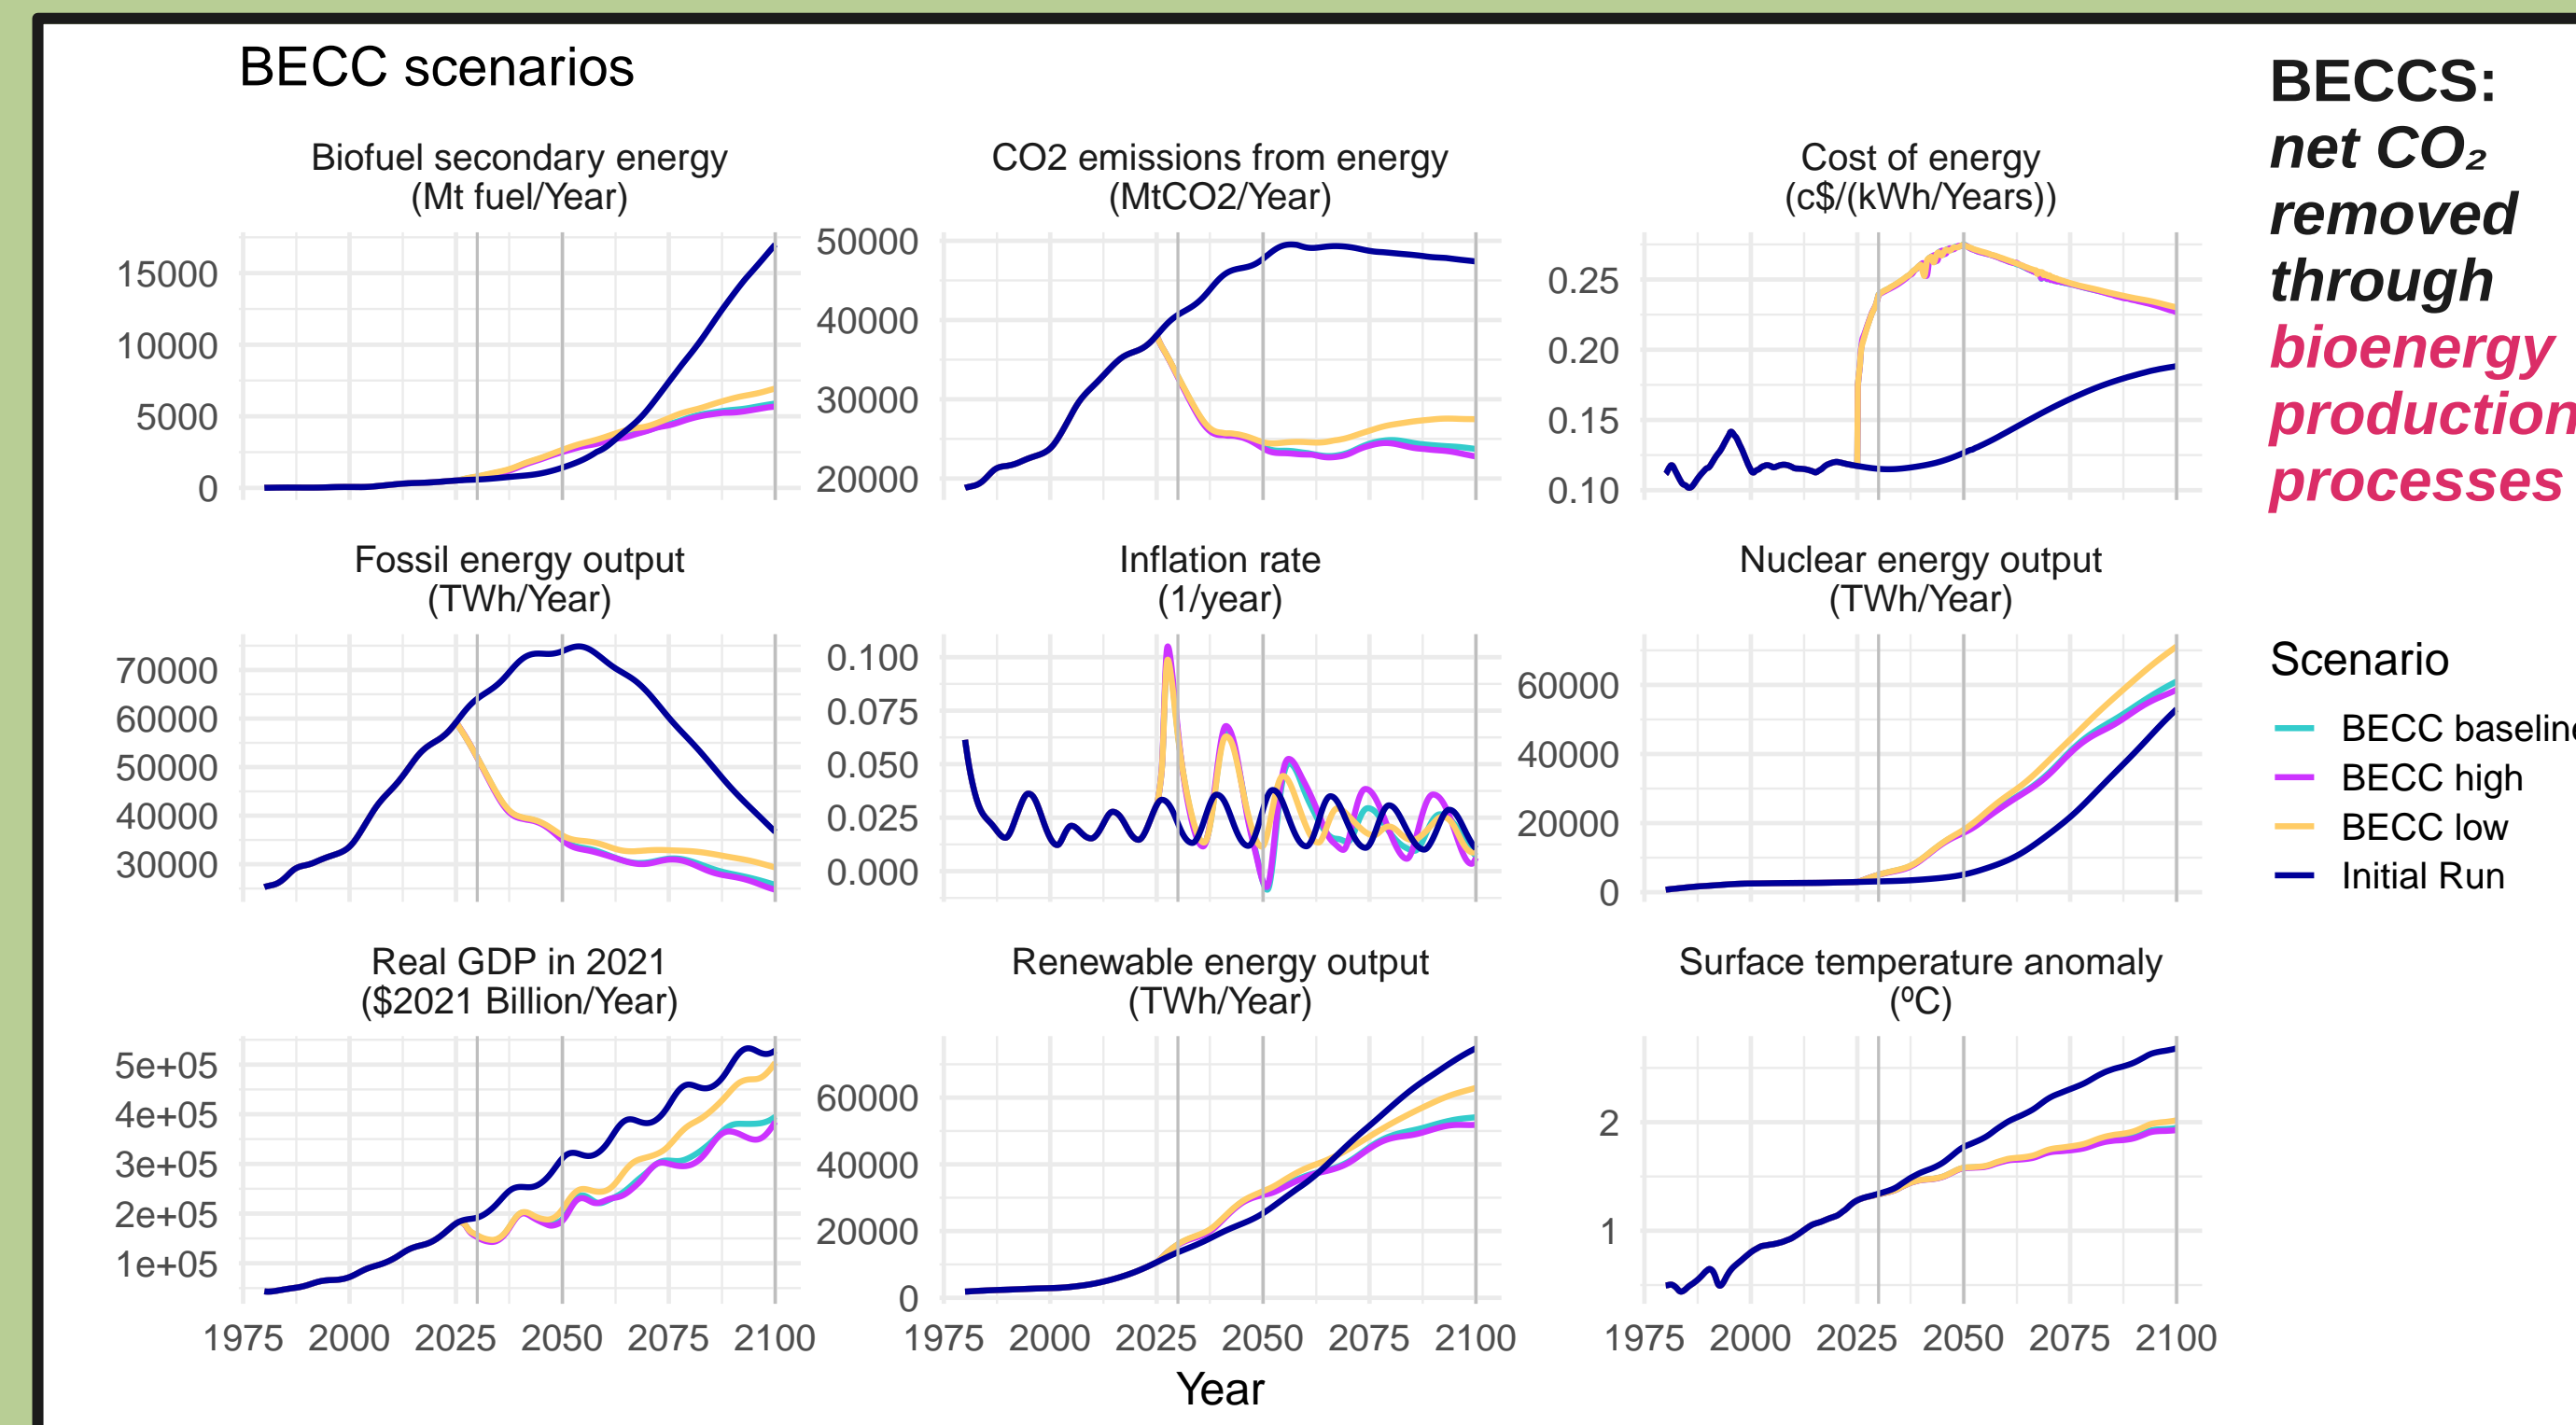 BECC scenarios
BECCS:
net CO₂
removed
through
bioenergy
production
processes
Biofuel secondary energy
(Mt fuel/Year)
15000
10000
5000
0
CO2 emissions from energy
(MtCO2/Year)
50000
40000
30000
20000
Cost of energy
(c$/(kWh/Years))
0.25
0.20
0.15
0.10
Fossil energy output
(TWh/Year)
70000
60000
50000
40000
30000
Inflation rate
(1/year)
0.100
0.075
0.050
0.025
0.000
Nuclear energy output
(TWh/Year)
60000
40000
20000
0
Scenario
BECC baseline
BECC high
BECC low
Initial Run
Real GDP in 2021
($2021 Billion/Year)
5e+05
4e+05
3e+05
2e+05
1e+05
Renewable energy output
(TWh/Year)
60000
40000
20000
0
Surface temperature anomaly
(ºC)
2
1
1975 2000 2025 2050 2075 2100
1975 2000 2025 2050 2075 2100
1975 2000 2025 2050 2075 2100
Year